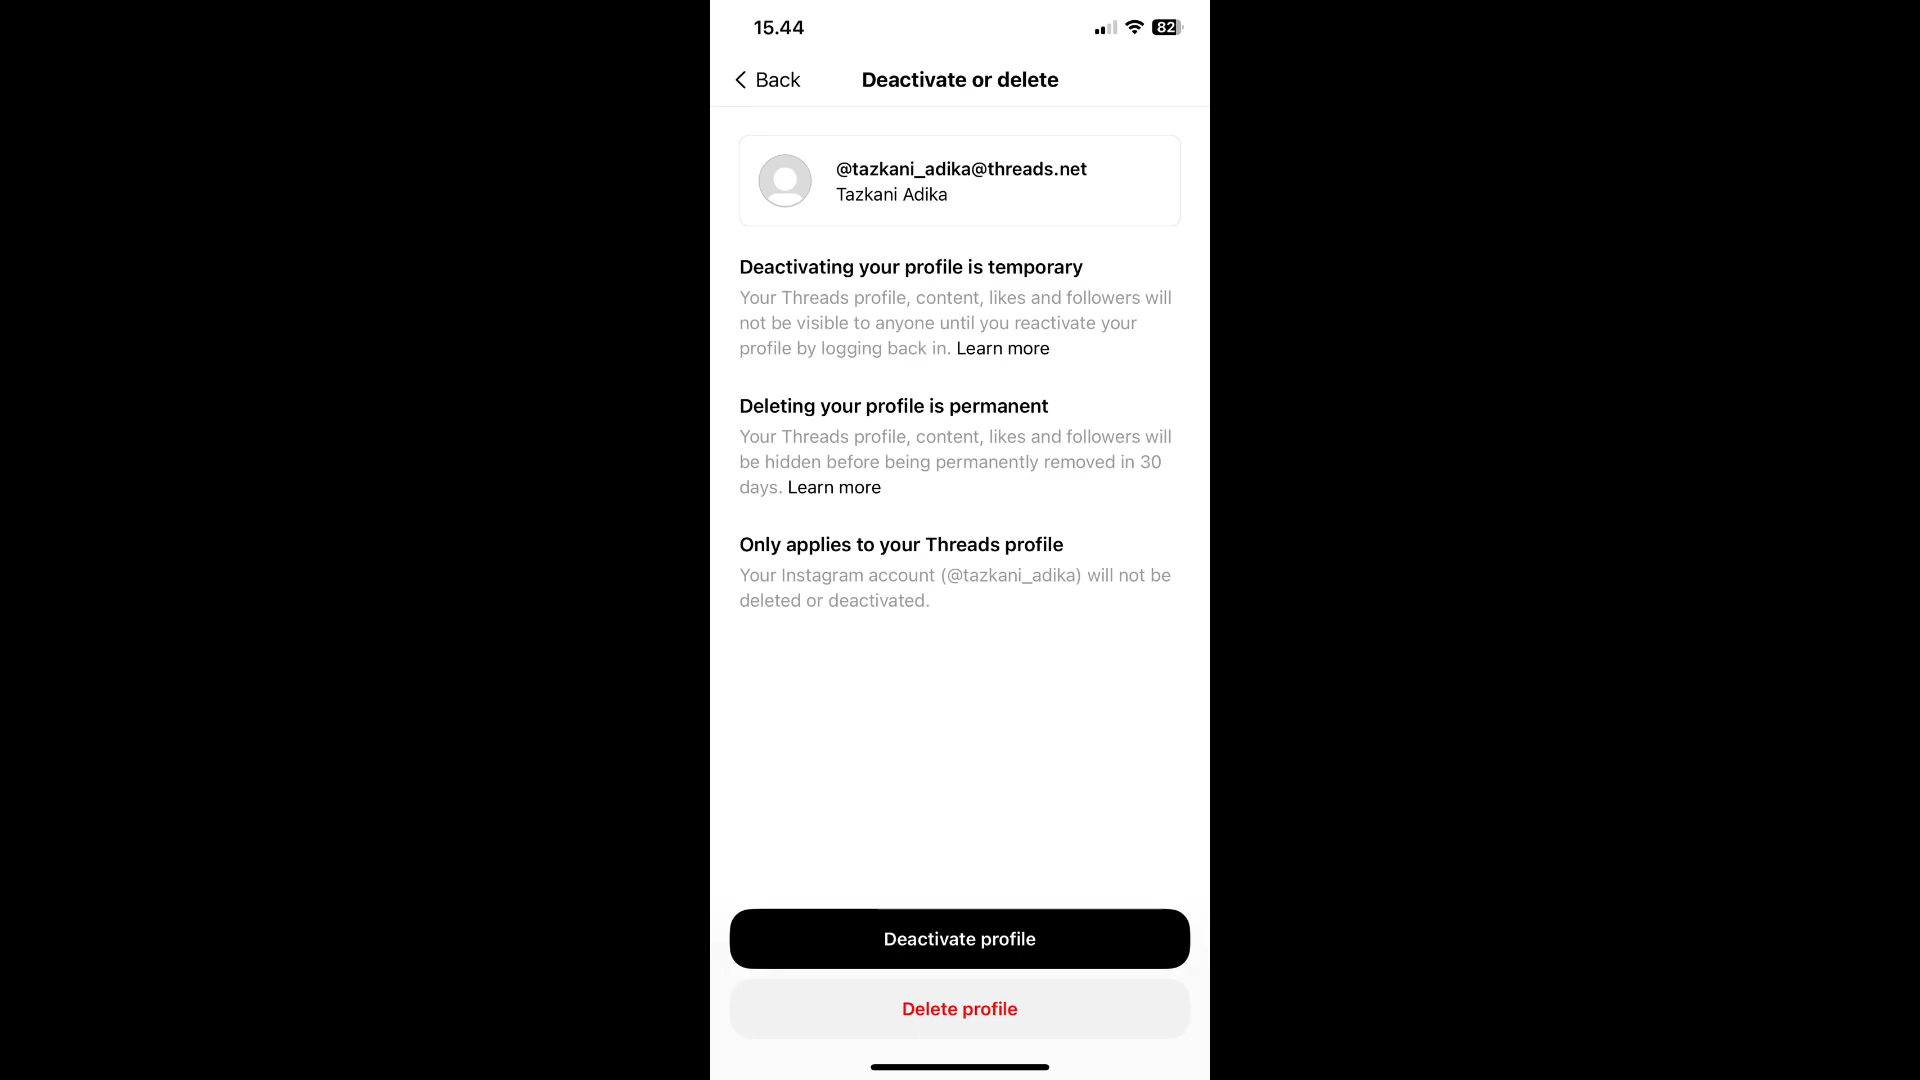 15.44
82
Back
Deactivate or delete
@tazkani_adika@threads.net
Tazkani Adika
Deactivating your profile is temporary
Your Threads profile, content, likes and followers will
not be visible to anyone until you reactivate your
profile by logging back in. Learn more
Deleting your profile is permanent
Your Threads profile, content, likes and followers will
be hidden before being permanently removed in 30
days. Learn more
Only applies to your Threads profile
Your Instagram account (@tazkani_adika) will not be
deleted or deactivated.
Deactivate profile
Delete profile